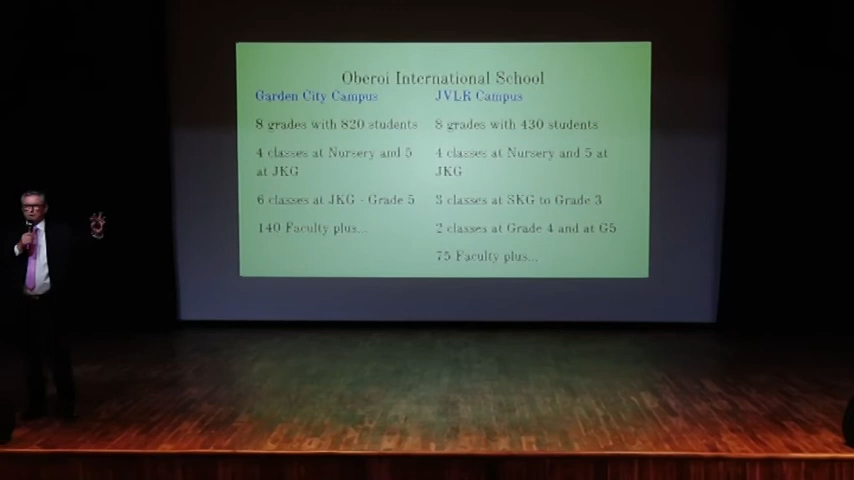 Oberoi International School
Garden City Campus
8 grades with 820 students
4 classes at Nursery and 5
at JKG
6 classes at JKG - Grade 5
140 Faculty plus...
JVLR Campus
8 grades with 430 students
4 classes at Nursery and 5 at
JKG
3 classes at SKG to Grade 3
2 classes at Grade 4 and at G5
75 Faculty plus...